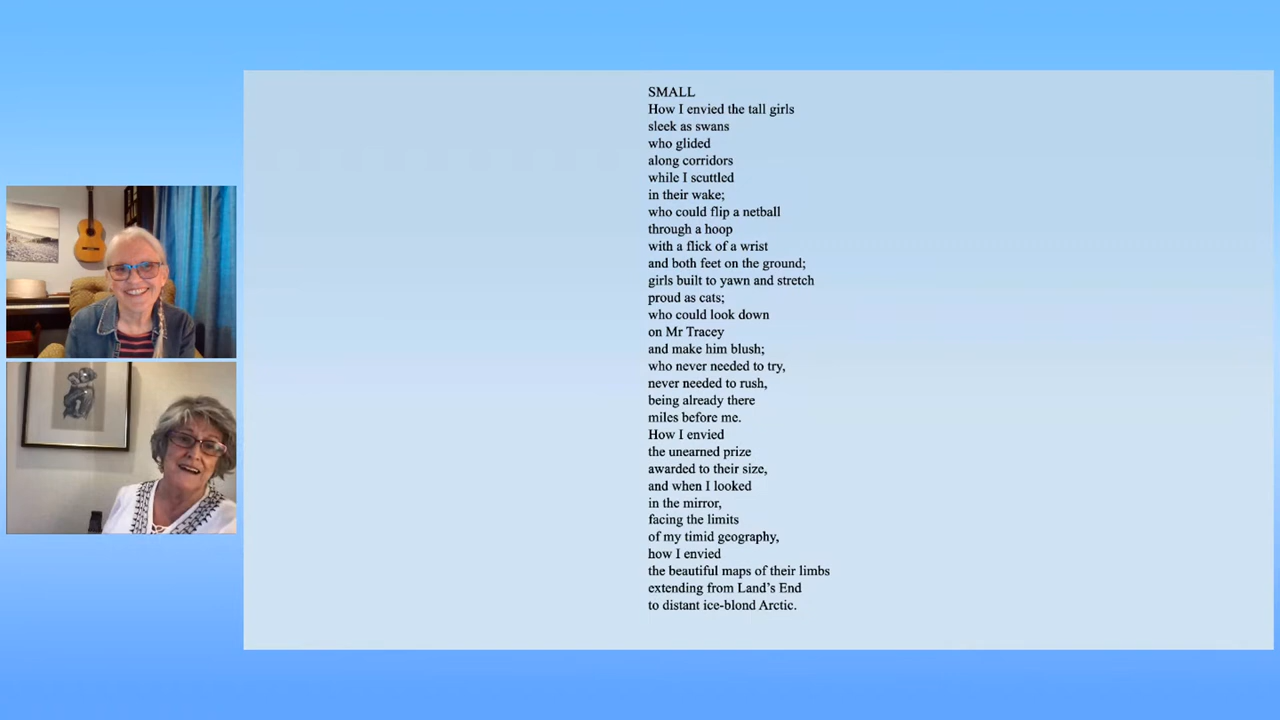 SMALL
How I envied the tall girls
sleek as swans
who glided
along corridors
while I scuttled
in their wake;
who could flip a netball
through a hoop
with a flick of a wrist
and both feet on the ground;
girls built to yawn and stretch
proud as cats;
who could look down
on Mr Tracey
and make him blush;
who never needed to try,
never needed to rush,
being already there
miles before me.
How I envied
the unearned prize
awarded to their size,
and when I looked
in the mirror,
facing the limits
of my timid geography,
how I envied
the beautiful maps of their limbs
extending from Land’s End
to distant ice-blond Arctic.